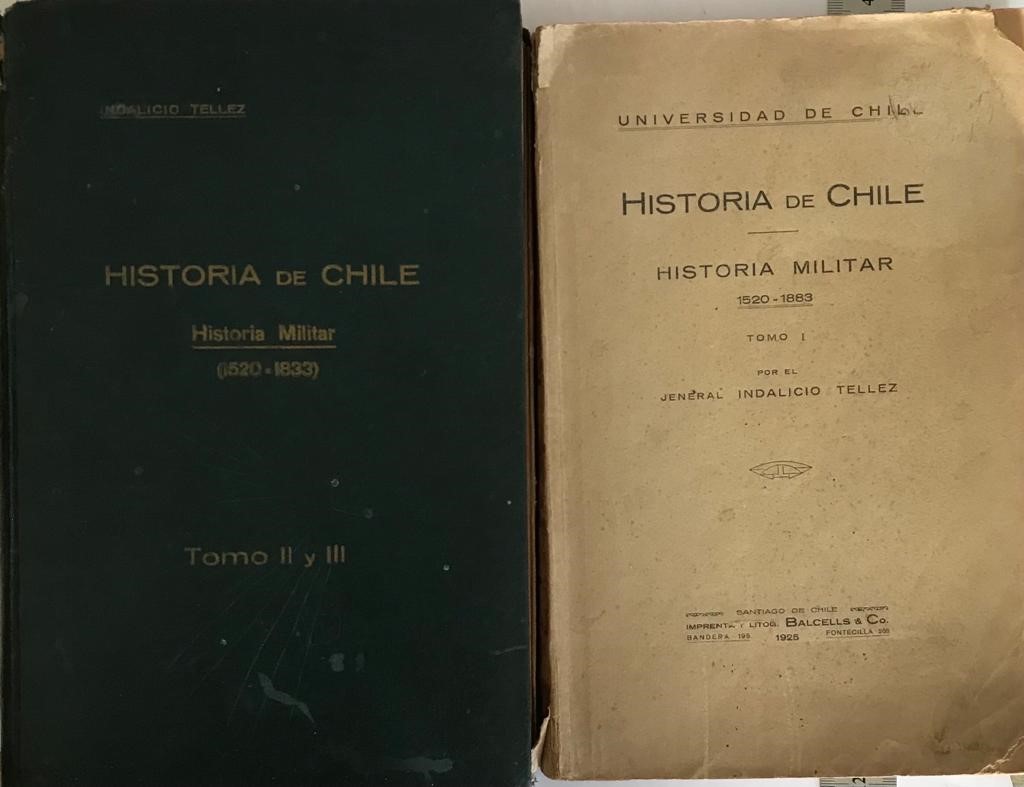 INDALICIO TELLEZ
HISTORIA DE CHILE
Historia Militar
(1520-1833)
Tomo II y III
UNIVERSIDAD DE CHILE
HISTORIA DE CHILE
HISTORIA MILITAR
1520-1883
TOMO I
POR EL
JENERAL INDALICIO TELLEZ
SANTIAGO DE CHILE
IMPRENTA Y LITOG. BALCELLS & CO.
BANDERA 195 1925 FONTECILLA
4
2